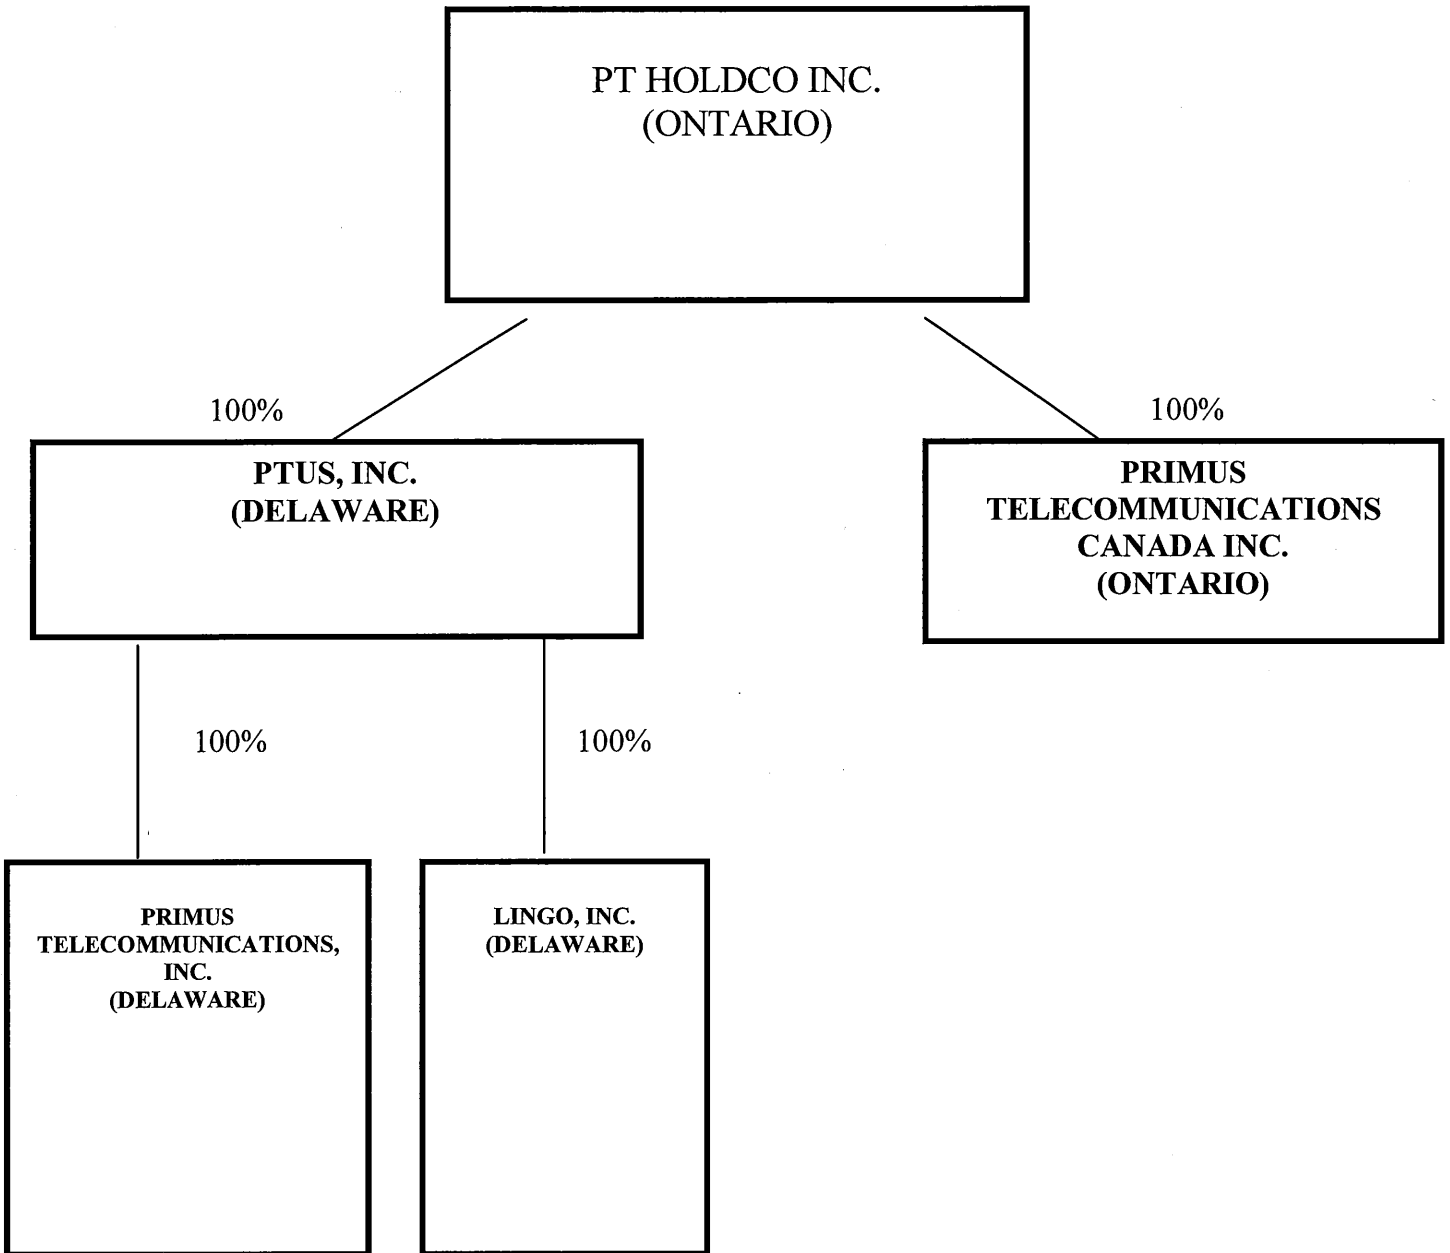 PT HOLDCO INC.
(ONTARIO)
100%
100%
PTUS, INC.
(DELAWARE)
PRIMUS
TELECOMMUNICATIONS
CANADA INC.
(ONTARIO)
100%
100%
PRIMUS
TELECOMMUNICATIONS,
INC.
(DELAWARE)
LINGO, INC.
(DELAWARE)